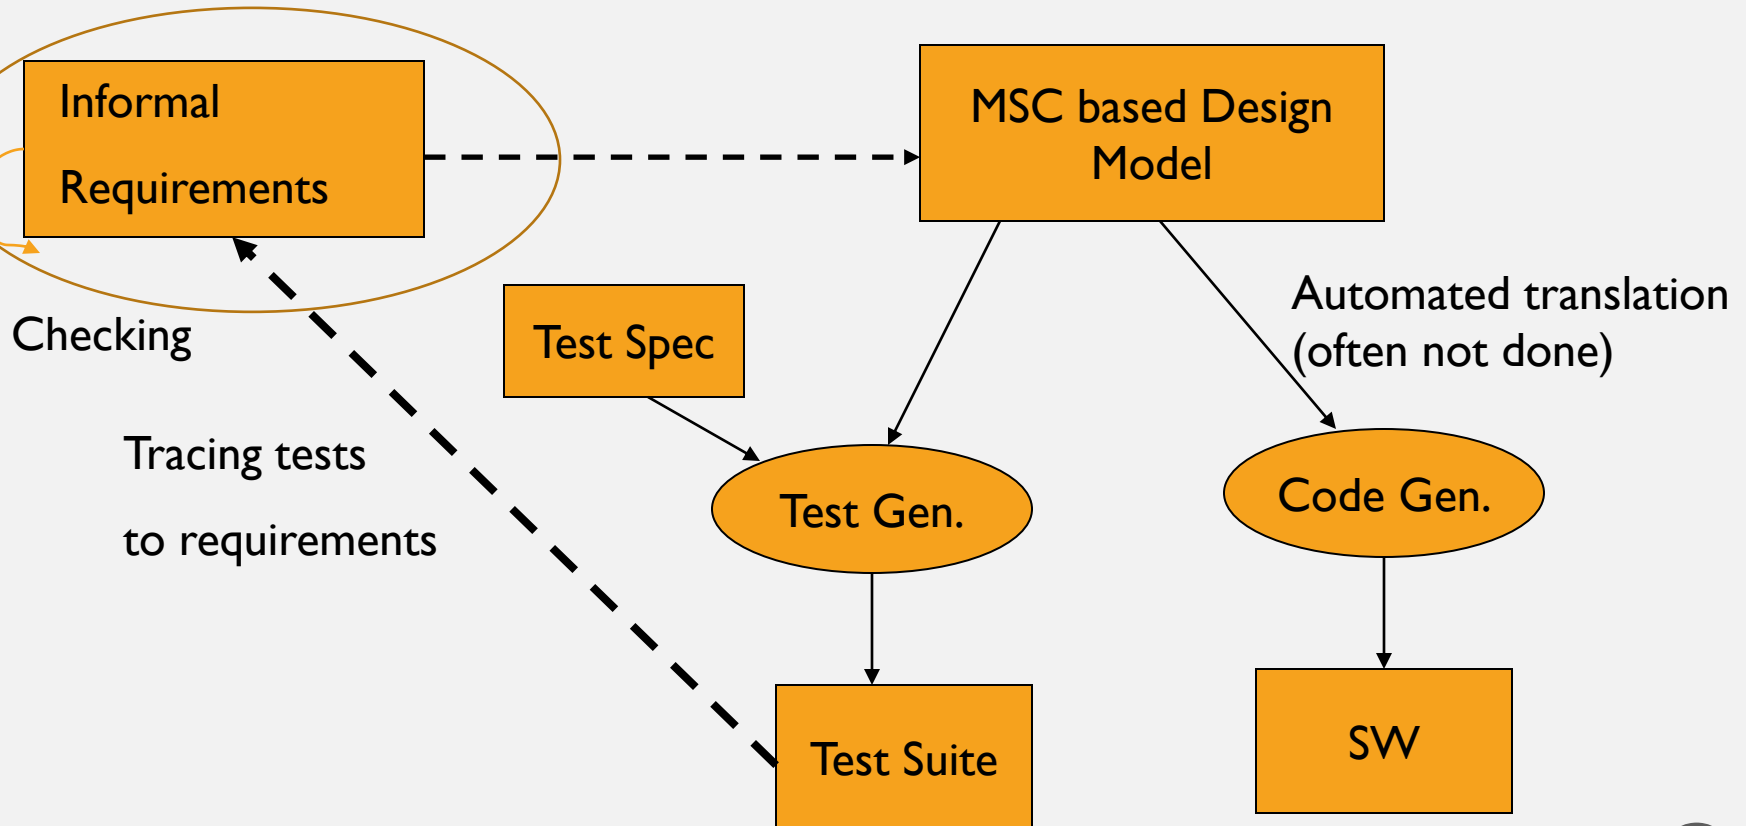 Informal
Requirements
MSC based Design
Model
Checking
Test Spec
Automated translation
(often not done)
Tracing tests
to requirements
Test Gen.
Code Gen.
Test Suite
SW